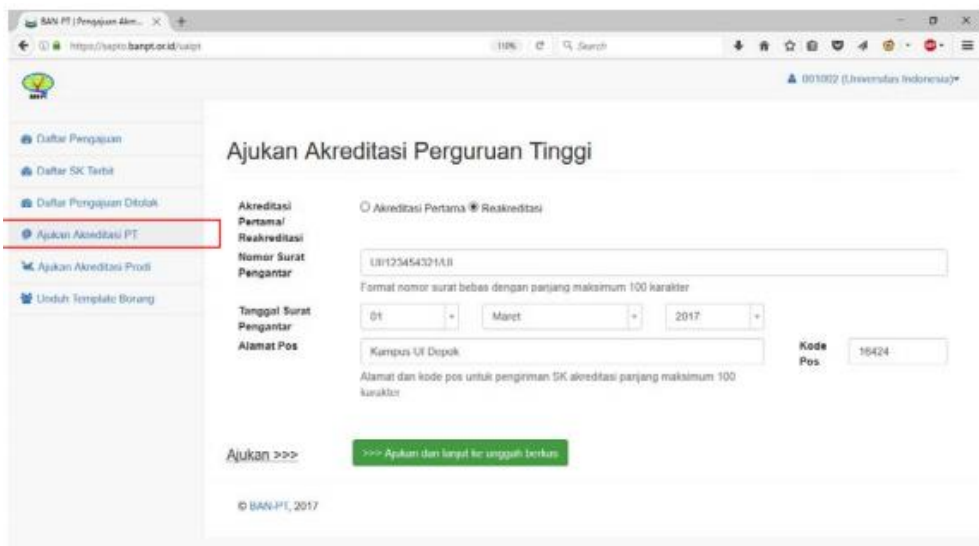 BAN-PT | Pengajuan Akre...
https://sapto.banpt.or.id/uaipt
110%
Search
001002 (Universitas Indonesia)
Daftar Pengajuan
Daftar SK Terbit
Daftar Pengajuan Ditolak
Ajukan Akreditasi PT
Ajukan Akreditasi Prodi
Unduh Template Borang
Ajukan Akreditasi Perguruan Tinggi
Akreditasi Pertama/ Reakreditasi
Akreditasi Pertama Reakreditasi
Nomor Surat Pengantar
UI/123454321/UI
Format nomor surat bebas dengan panjang maksimum 100 karakter
Tanggal Surat Pengantar
01 Maret 2017
Alamat Pos
Kampus UI Depok
Kode Pos
16424
Alamat dan kode pos untuk pengiriman SK akreditasi panjang maksimum 100
karakter
Ajukan >>>
>>> Ajukan dan lanjut ke unggah berkas
© BAN-PT, 2017